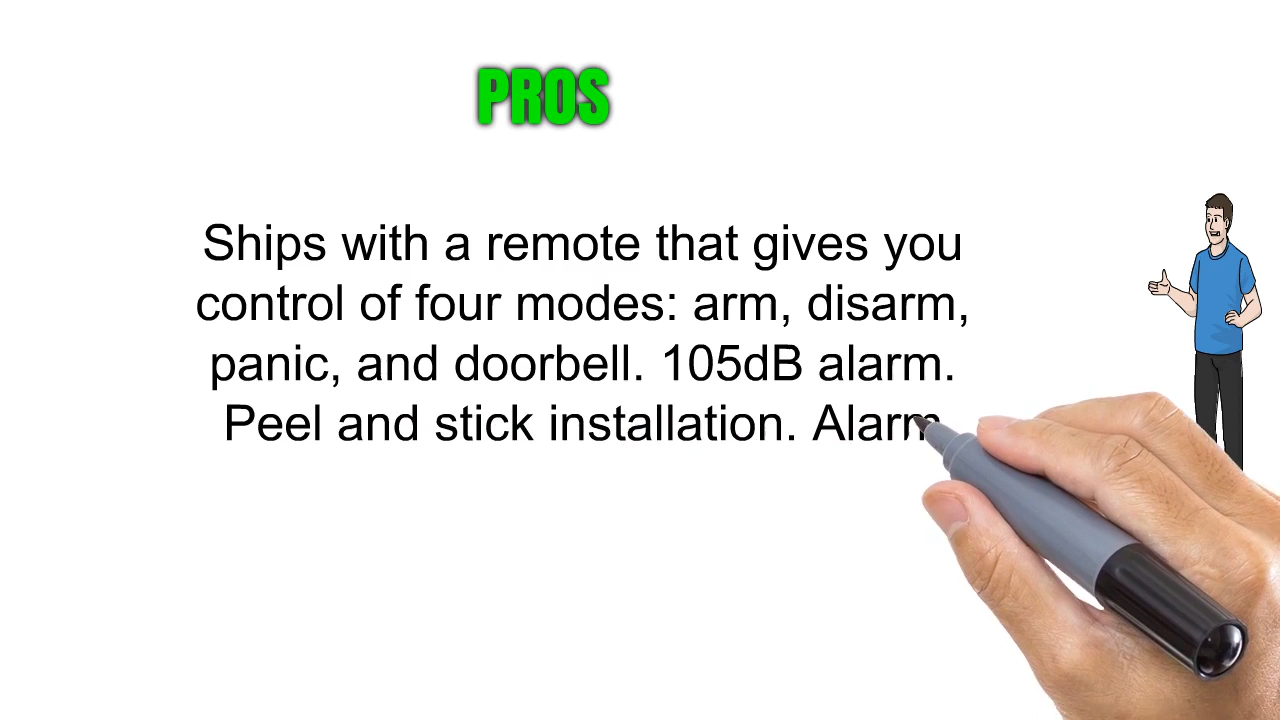 PROS
Ships with a remote that gives you
control of four modes: arm, disarm,
panic, and doorbell. 105dB alarm.
Peel and stick installation. Alarm